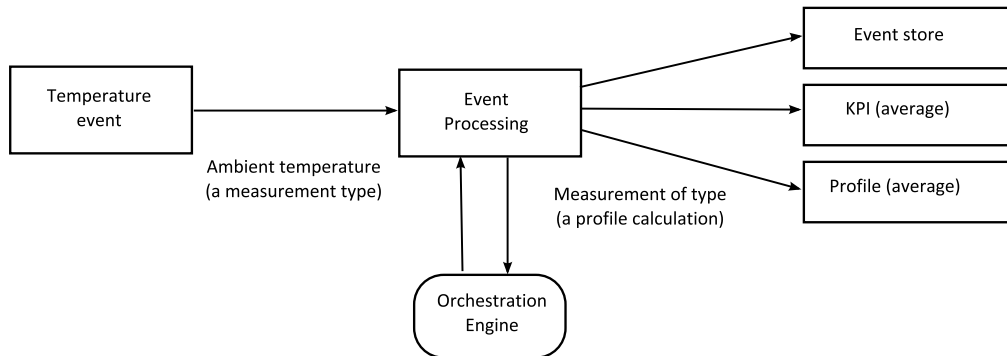 Temperature
event
Ambient temperature
(a measurement type)
Event
Processing
Orchestration
Engine
Measurement of type
(a profile calculation)
Event store
KPI (average)
Profile (average)